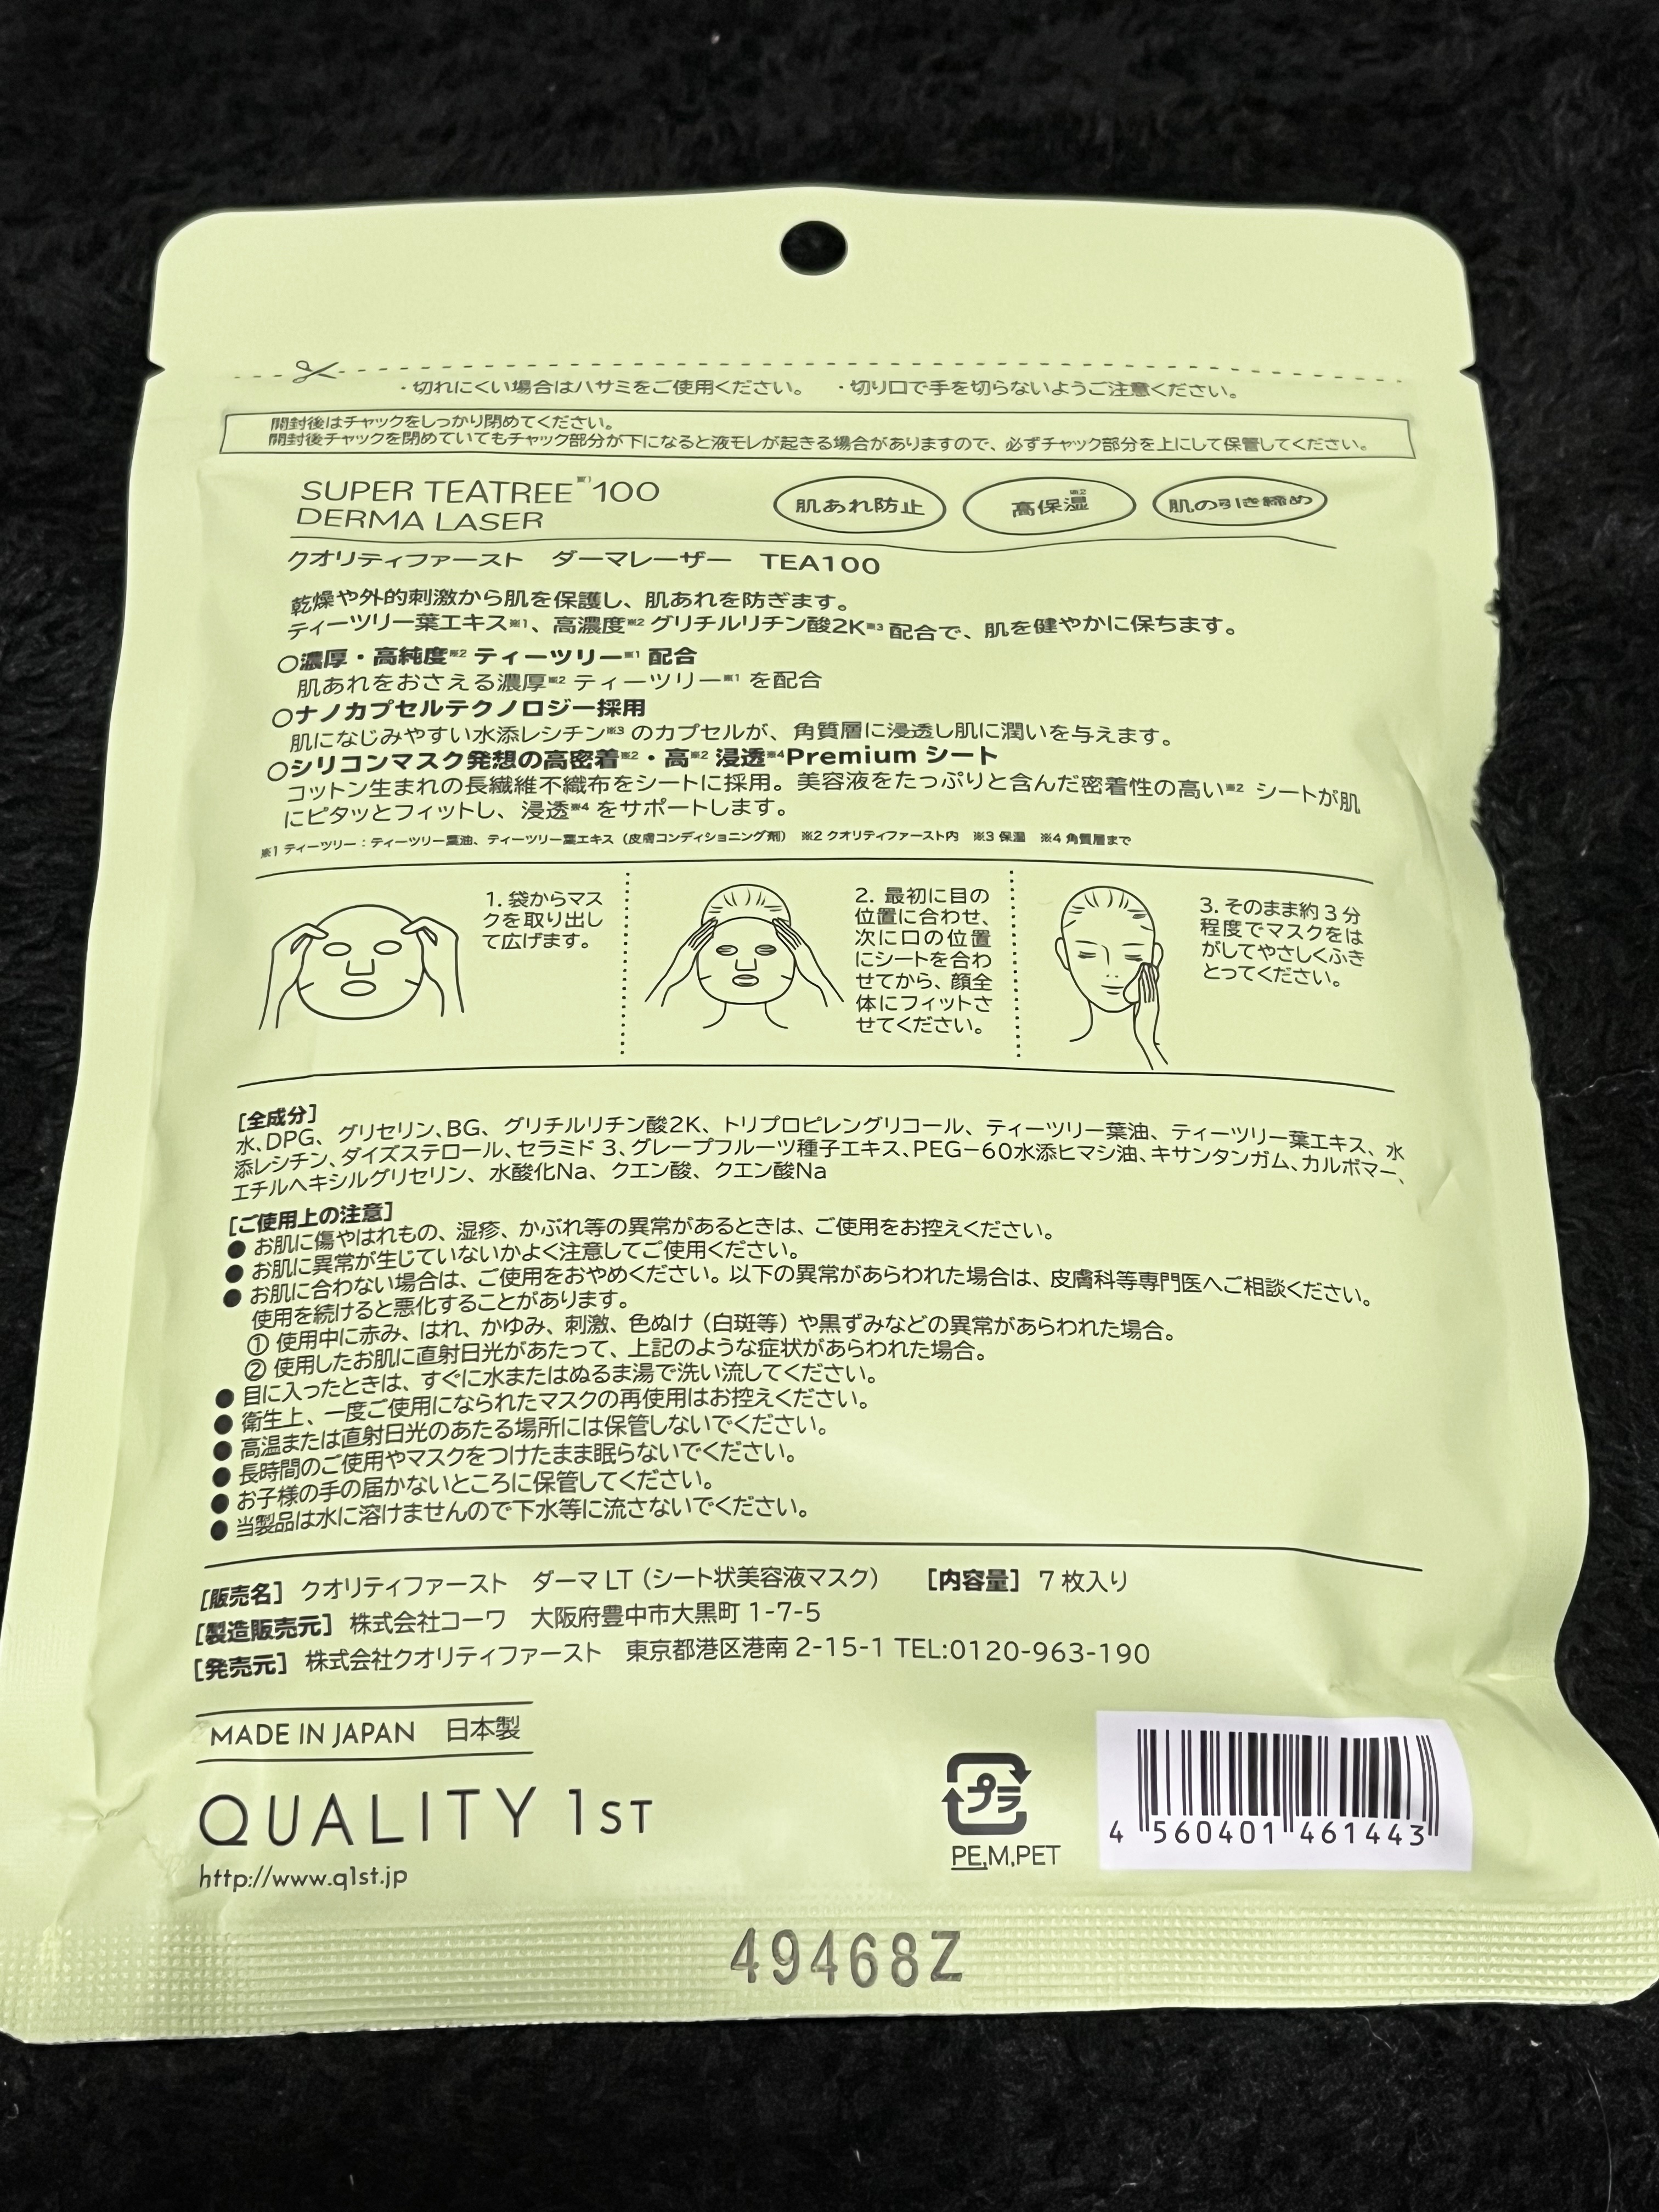 ・切れにくい場合はハサミをご使用ください。　・切り口で手を切らないようご注意ください。
開封後はチャックをしっかり閉めてください。
開封後チャックを閉めていてもチャック部分が下になると液モレが起きる場合がありますので、必ずチャック部分を上にして保管してください。
SUPER TEATREE※1 100
DERMA LASER
肌あれ防止
高保湿※2
肌の引き締め
クオリティファースト　ダーマレーザー　TEA100
乾燥や外的刺激から肌を保護し、肌あれを防ぎます。
ティーツリー葉エキス※1、高濃度※2 グリチルリチン酸2K※3 配合で、肌を健やかに保ちます。
○濃厚・高純度※2 ティーツリー※1 配合
肌あれをおさえる濃厚※2 ティーツリー※1 を配合
○ナノカプセルテクノロジー採用
肌になじみやすい水添レシチン※3 のカプセルが、角質層に浸透し肌に潤いを与えます。
○シリコンマスク発想の高密着※2・高※2 浸透※4Premium シート
コットン生まれの長繊維不織布をシートに採用。美容液をたっぷりと含んだ密着性の高い※2 シートが肌
にピタッとフィットし、浸透※4 をサポートします。
※1 ティーツリー：ティーツリー葉油、ティーツリー葉エキス（皮膚コンディショニング剤）　※2 クオリティファースト内　※3 保湿　※4 角質層まで
1. 袋からマス
クを取り出し
て広げます。
2. 最初に目の
位置に合わせ、
次に口の位置
にシートを合わ
せてから、顔全
体にフィットさ
せてください。
3. そのまま約 3 分
程度でマスクをは
がしてやさしくふき
とってください。
[全成分]
水、DPG、グリセリン、BG、グリチルリチン酸2K、トリプロピレングリコール、ティーツリー葉油、ティーツリー葉エキス、水
添レシチン、ダイズステロール、セラミド 3、グレープフルーツ種子エキス、PEG−60水添ヒマシ油、キサンタンガム、カルボマー、
エチルヘキシルグリセリン、水酸化Na、クエン酸、クエン酸Na
[ご使用上の注意]
● お肌に傷やはれもの、湿疹、かぶれ等の異常があるときは、ご使用をお控えください。
● お肌に異常が生じていないかよく注意してご使用ください。
● お肌に合わない場合は、ご使用をおやめください。以下の異常があらわれた場合は、皮膚科等専門医へご相談ください。
使用を続けると悪化することがあります。
① 使用中に赤み、はれ、かゆみ、刺激、色ぬけ（白斑等）や黒ずみなどの異常があらわれた場合。
② 使用したお肌に直射日光があたって、上記のような症状があらわれた場合。
● 目に入ったときは、すぐに水またはぬるま湯で洗い流してください。
● 衛生上、一度ご使用になられたマスクの再使用はお控えください。
● 高温または直射日光のあたる場所には保管しないでください。
● 長時間のご使用やマスクをつけたまま眠らないでください。
● お子様の手の届かないところに保管してください。
● 当製品は水に溶けませんので下水等に流さないでください。
[販売名] クオリティファースト　ダーマ LT（シート状美容液マスク）　[内容量] 7 枚入り
[製造販売元] 株式会社コーワ　大阪府豊中市大黒町 1-7-5
[発売元] 株式会社クオリティファースト　東京都港区港南 2-15-1 TEL:0120-963-190
MADE IN JAPAN　日本製
QUALITY 1ST
http://www.q1st.jp
プラ
PE,M,PET
4 560401 461443
49468Z